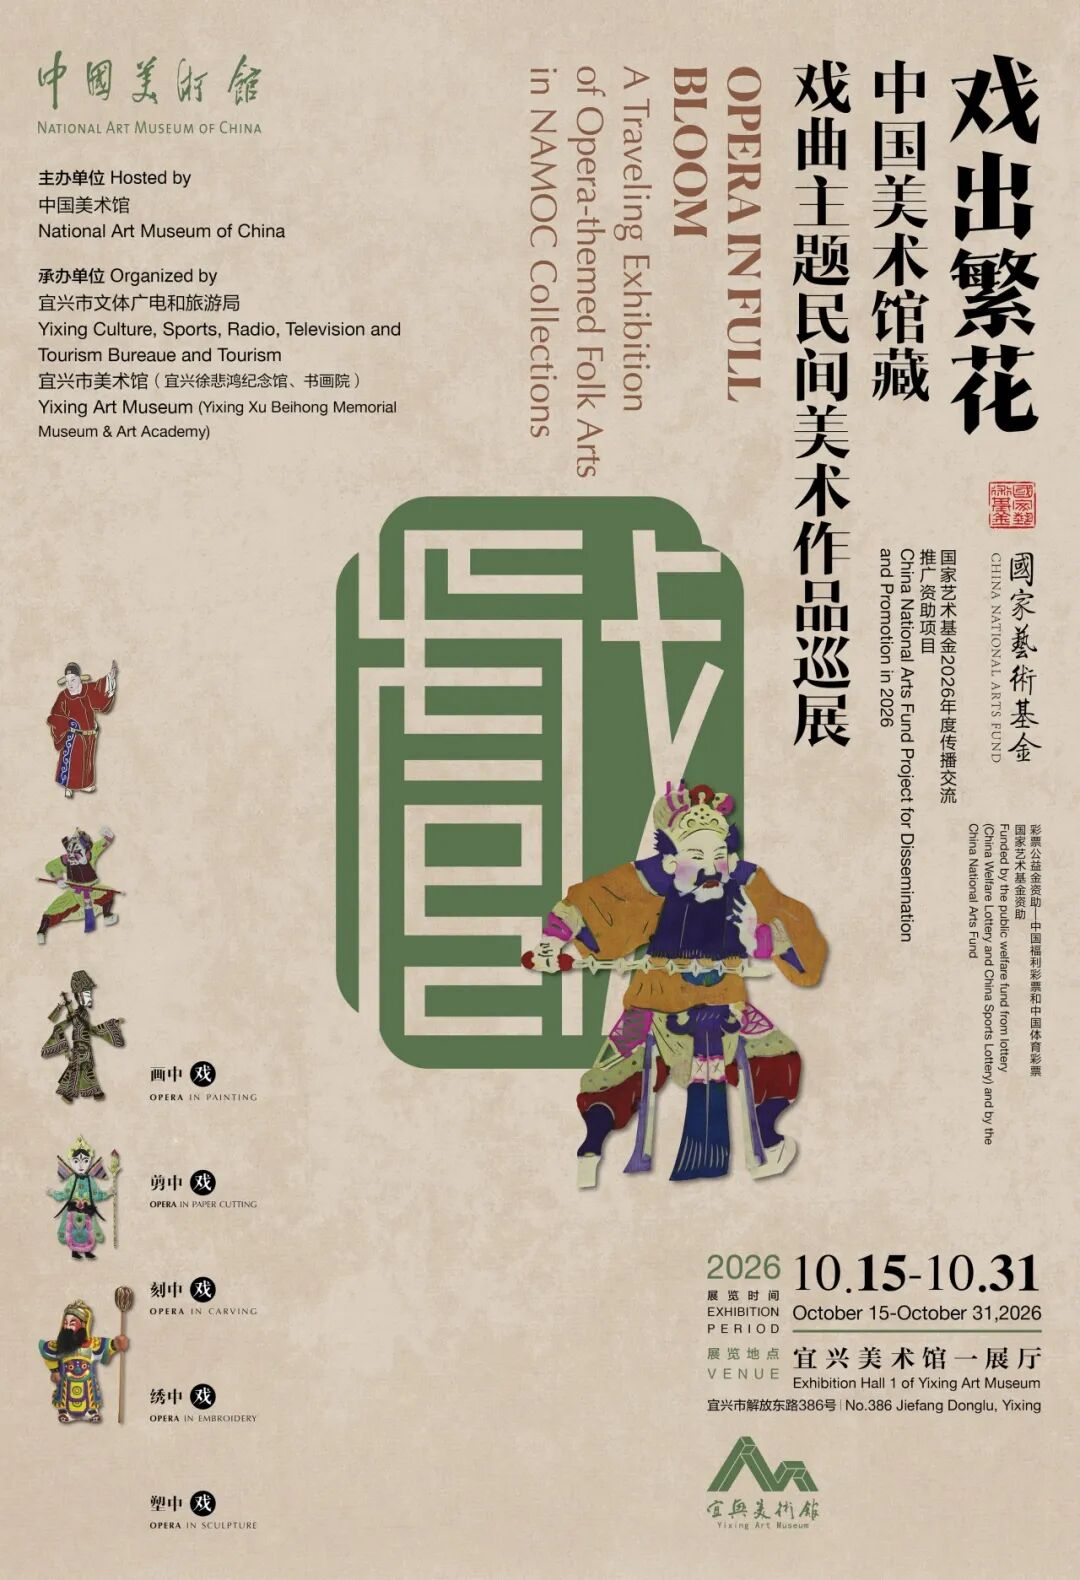 中國美術館
NATIONAL ART MUSEUM OF CHINA
主办单位 Hosted by
中国美术馆
National Art Museum of China
承办单位 Organized by
宜兴市文体广电和旅游局
Yixing Culture, Sports, Radio, Television and
Tourism Bureaue and Tourism
宜兴市美术馆（宜兴徐悲鸿纪念馆、书画院）
Yixing Art Museum (Yixing Xu Beihong Memorial
Museum & Art Academy)
戏出繁花
中国美术馆藏
戏曲主题民间美术作品巡展
OPERA IN FULL
BLOOM
A Traveling Exhibition
of Opera-themed Folk Arts
in NAMOC Collections
國家藝術基金
CHINA NATIONAL ARTS FUND
国家艺术基金2026年度传播交流
推广资助项目
China National Arts Fund Project for Dissemination
and Promotion in 2026
彩票公益金资助—中国福利彩票和中国体育彩票
国家艺术基金资助
Funded by the public welfare fund from lottery
(China Welfare Lottery and China Sports Lottery) and by the
China National Arts Fund
画中戏
OPERA IN PAINTING
剪中戏
OPERA IN PAPER CUTTING
刻中戏
OPERA IN CARVING
绣中戏
OPERA IN EMBROIDERY
塑中戏
OPERA IN SCULPTURE
2026
展览时间
EXHIBITION
PERIOD
10.15-10.31
October 15-October 31,2026
展览地点
VENUE
宜兴美术馆一展厅
Exhibition Hall 1 of Yixing Art Museum
宜兴市解放东路386号 | No.386 Jiefang Donglu, Yixing
宜興美術館
Yixing Art Museum